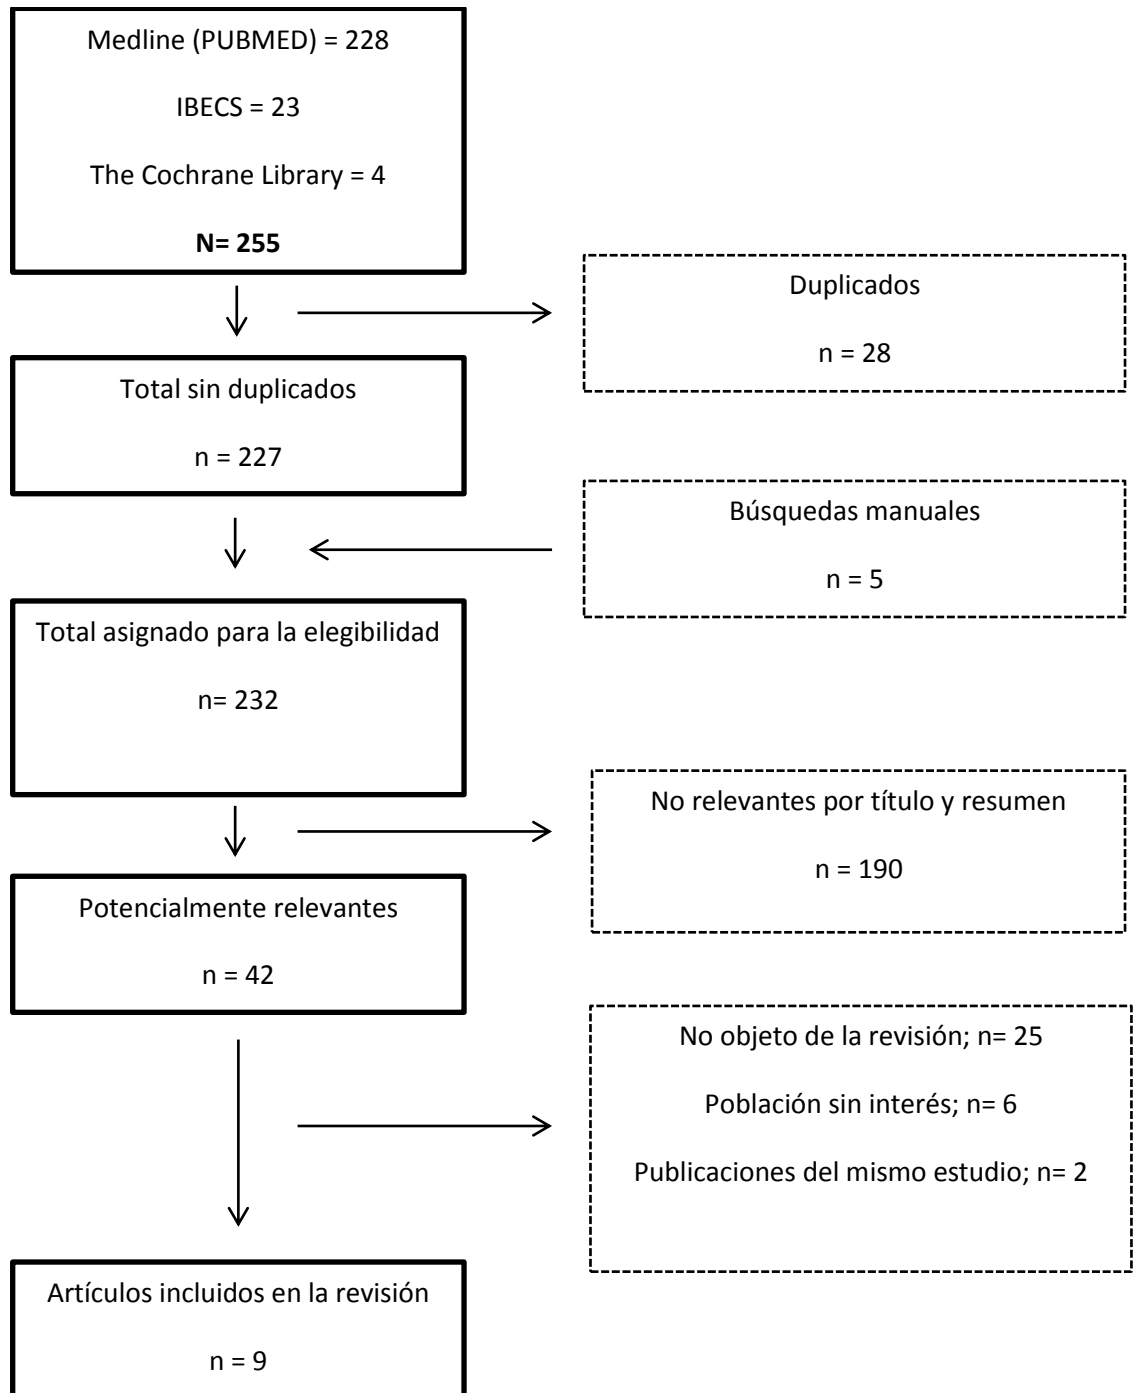 Medline (PUBMED) = 228
IBECS = 23
The Cochrane Library = 4
N= 255
Duplicados
n = 28
Total sin duplicados
n = 227
Búsquedas manuales
n = 5
Total asignado para la elegibilidad
n= 232
No relevantes por título y resumen
n = 190
Potencialmente relevantes
n = 42
No objeto de la revisión; n= 25
Población sin interés; n= 6
Publicaciones del mismo estudio; n= 2
Artículos incluidos en la revisión
n = 9